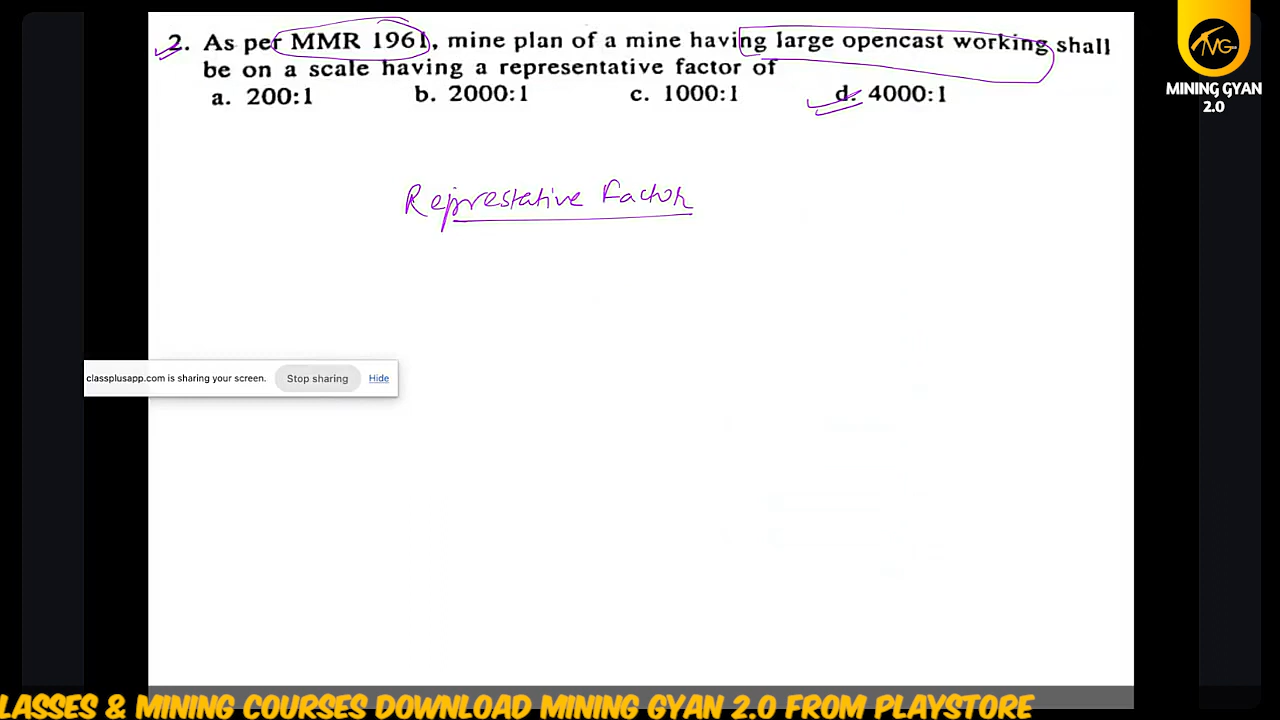 2. As per MMR 1961, mine plan of a mine having large opencast working shall
be on a scale having a representative factor of
a. 200:1 b. 2000:1 c. 1000:1 d. 4000:1
Represtative Factor
classplusapp.com is sharing your screen. Stop sharing Hide
TVG
MINING GYAN
2.0
LASSES & MINING COURSES DOWNLOAD MINING GYAN 2.0 FROM PLAYSTORE